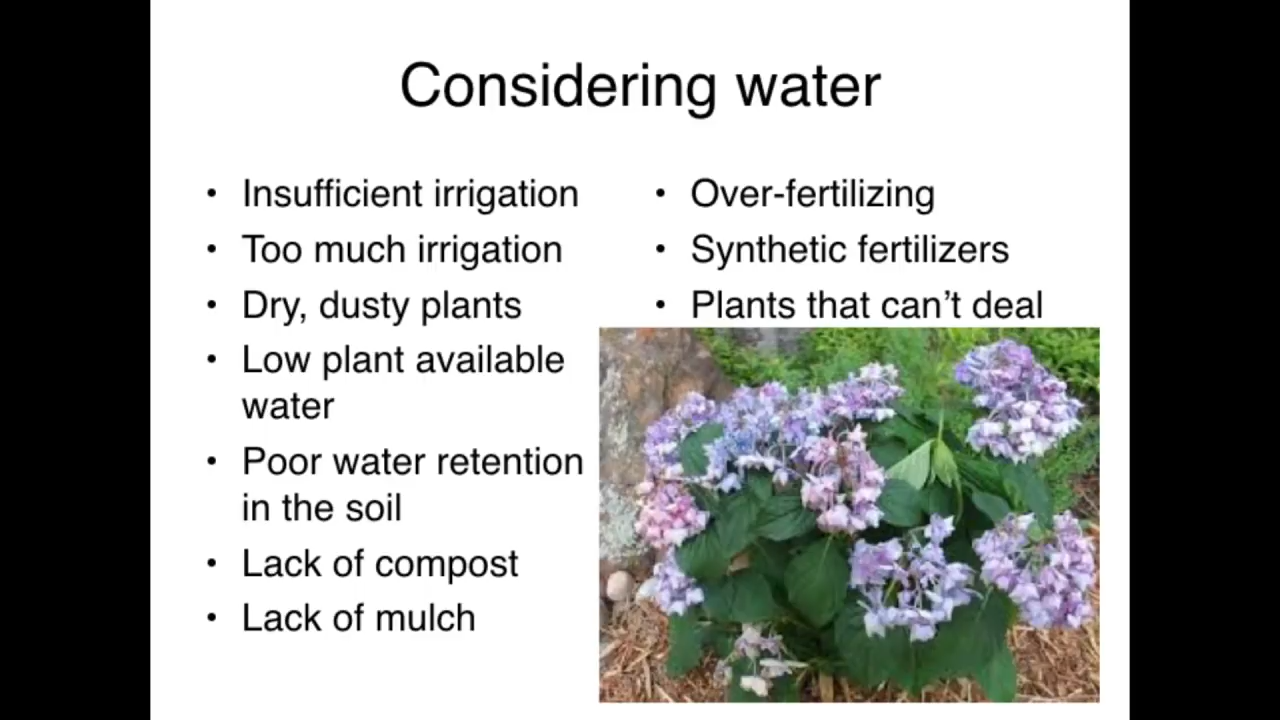 Considering water
• Insufficient irrigation
• Too much irrigation
• Dry, dusty plants
• Low plant available
water
• Poor water retention
in the soil
• Lack of compost
• Lack of mulch
• Over-fertilizing
• Synthetic fertilizers
• Plants that can’t deal